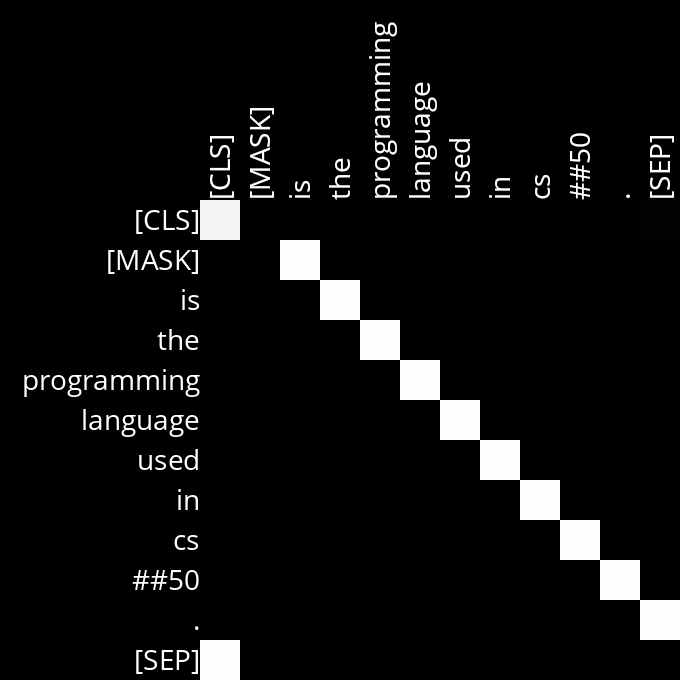 [CLS]
[MASK]
is
the
programming
language
used
in
cs
##50
.
[SEP]
[CLS]
[MASK]
is
the
programming
language
used
in
cs
##50
.
[SEP]